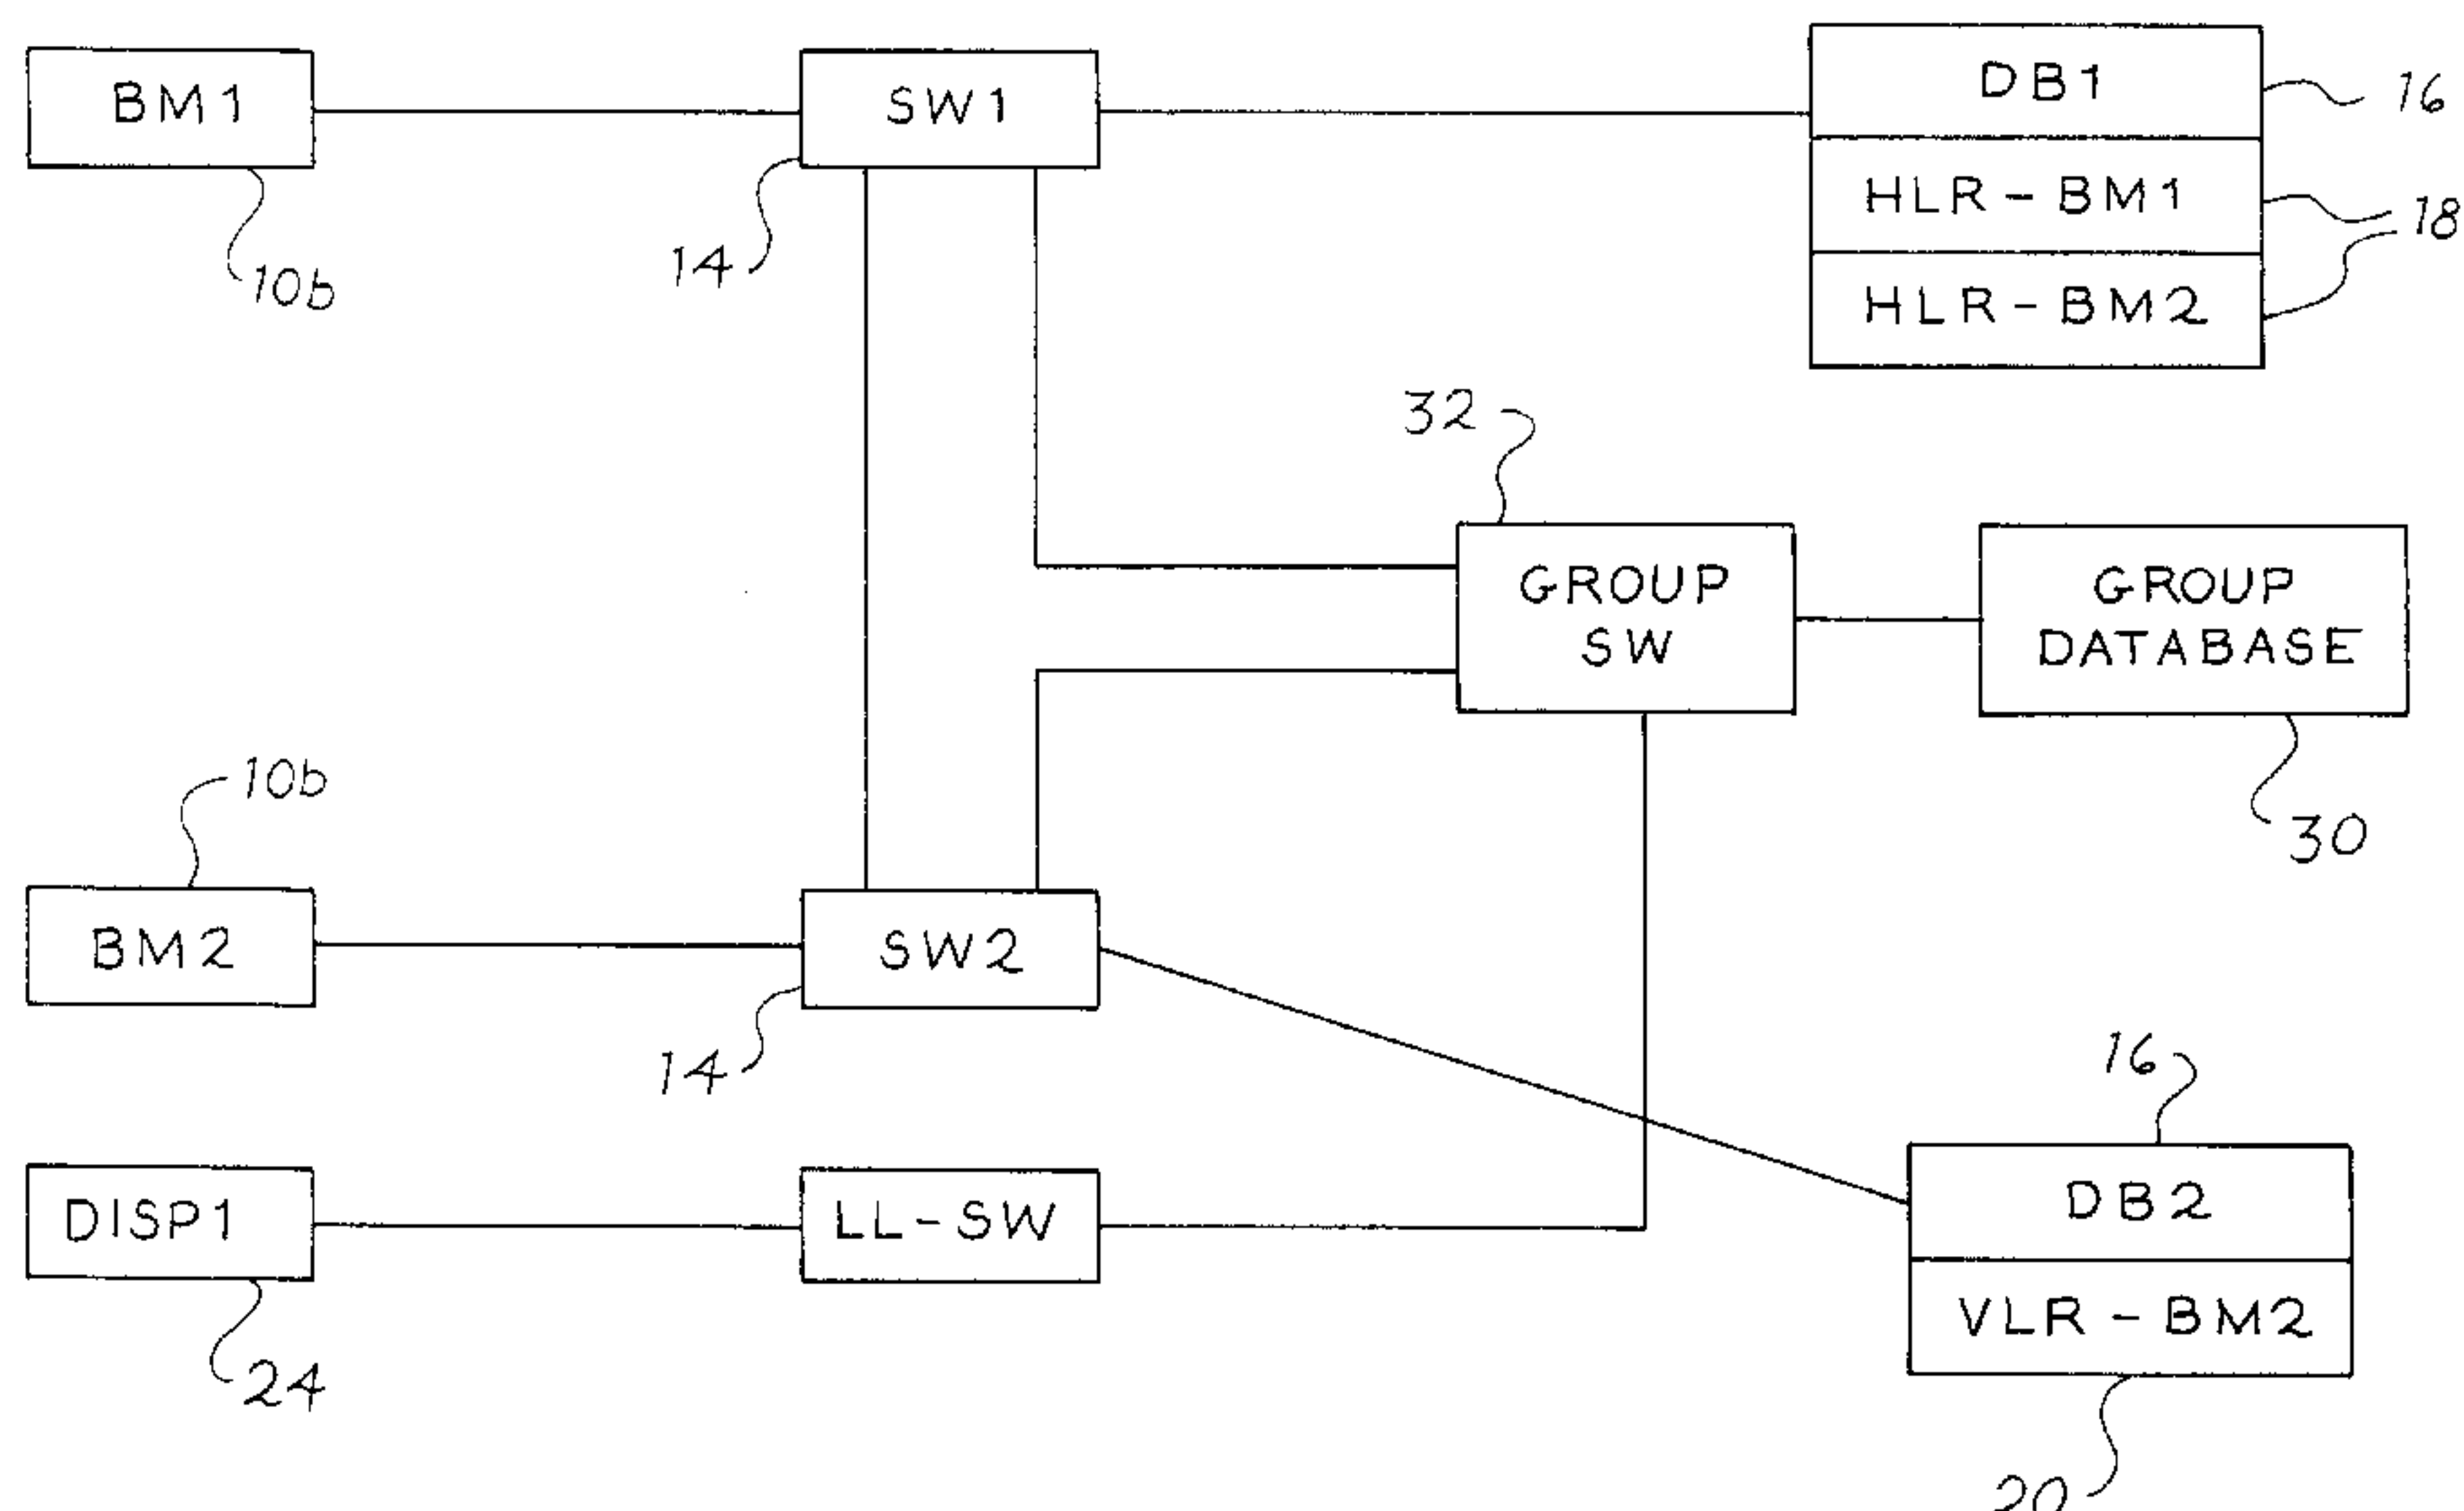 BM1
SW1
DB1
16
HLR-BM1
18
HLR-BM2
10b
14
32
GROUP
SW
GROUP
DATABASE
30
10b
BM2
SW2
14
16
DB2
DISP1
LL-SW
VLR-BM2
24
20